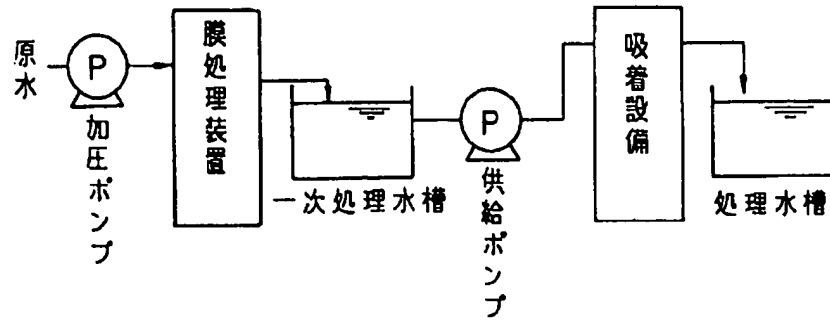 原水
P
加圧ポンプ
膜処理装置
一次処理水槽
P
供給ポンプ
吸着設備
処理水槽